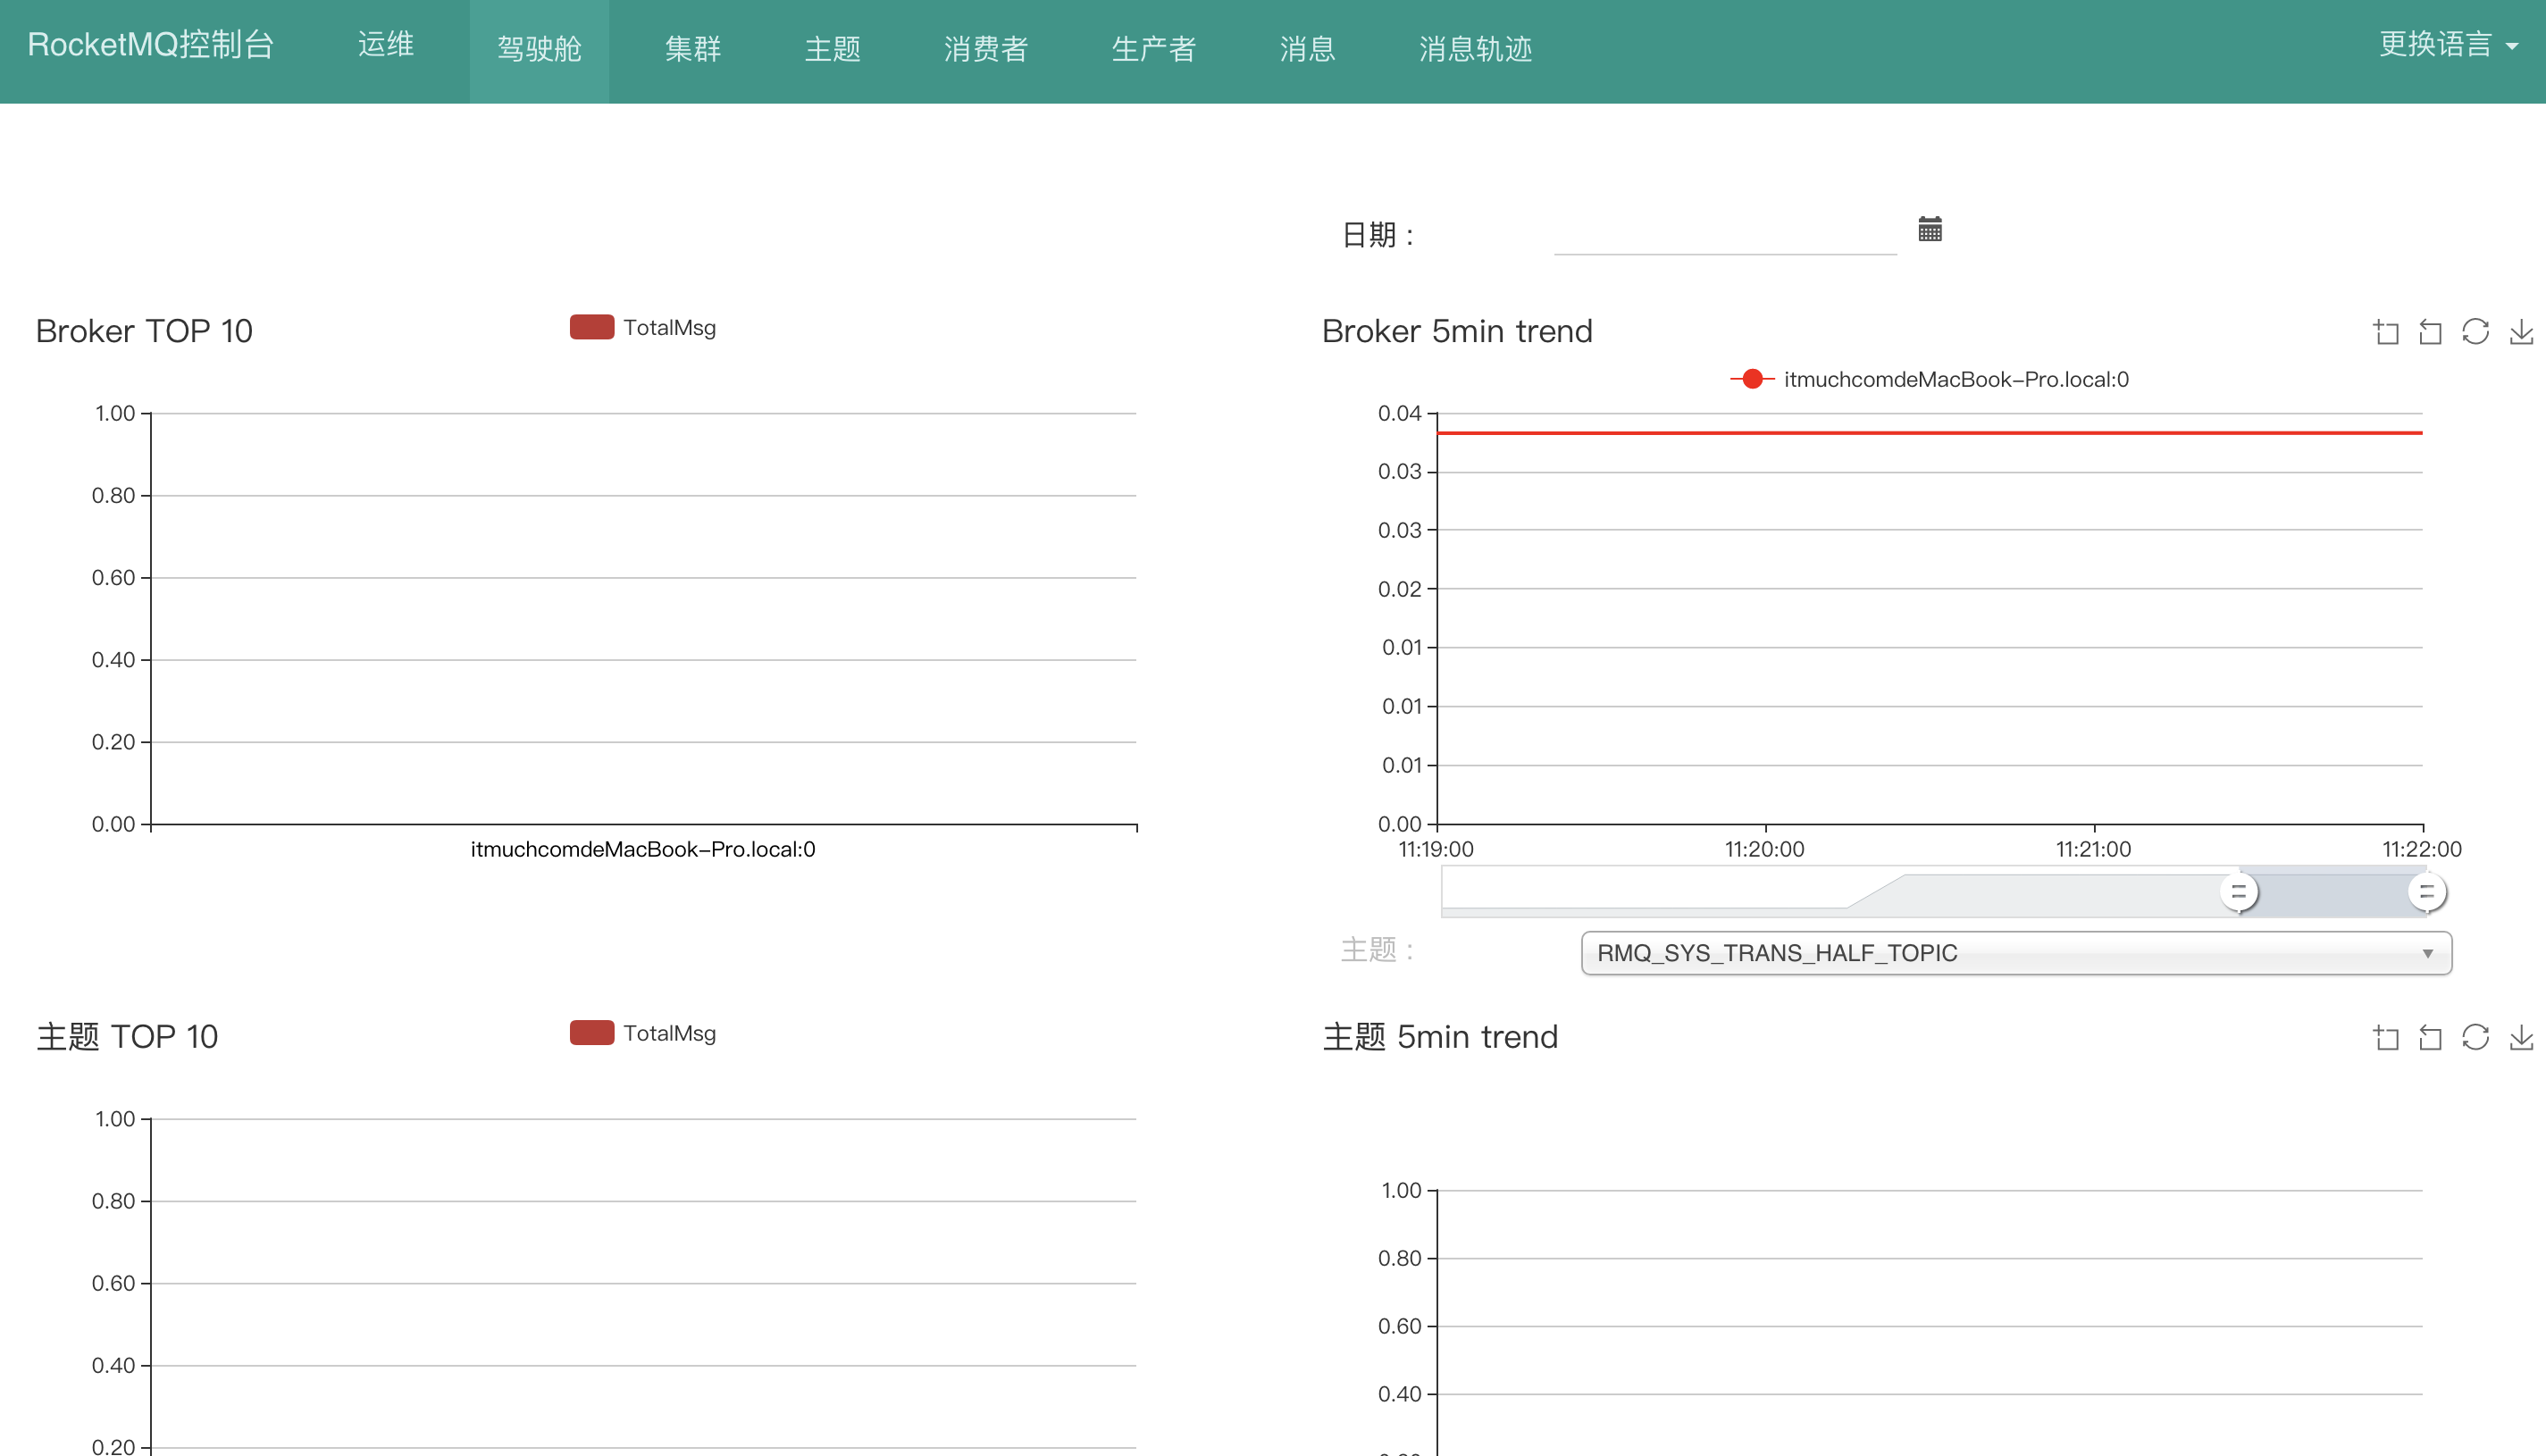 RocketMQ控制台 运维 驾驶舱 集群 主题 消费者 生产者 消息 消息轨迹 更换语言
日期：
Broker TOP 10
TotalMsg
1.00
0.80
0.60
0.40
0.20
0.00
itmuchcomdeMacBook-Pro.local:0
Broker 5min trend
itmuchcomdeMacBook-Pro.local:0
0.04
0.03
0.03
0.02
0.01
0.01
0.01
0.00
11:19:00 11:20:00 11:21:00 11:22:00
主题： RMQ_SYS_TRANS_HALF_TOPIC
主题 TOP 10
TotalMsg
1.00
0.80
0.60
0.40
0.20
主题 5min trend
1.00
0.80
0.60
0.40